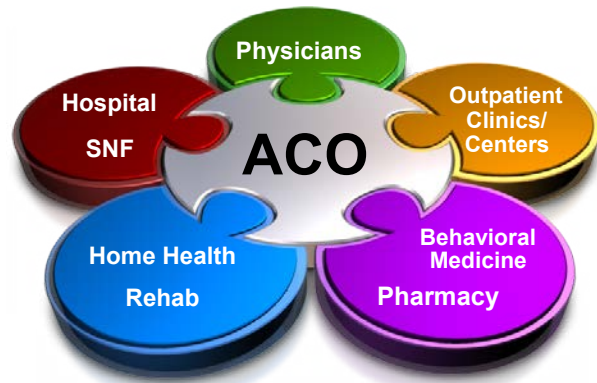 Physicians
Hospital
SNF
Outpatient
Clinics/
Centers
ACO
Home Health
Rehab
Behavioral
Medicine
Pharmacy